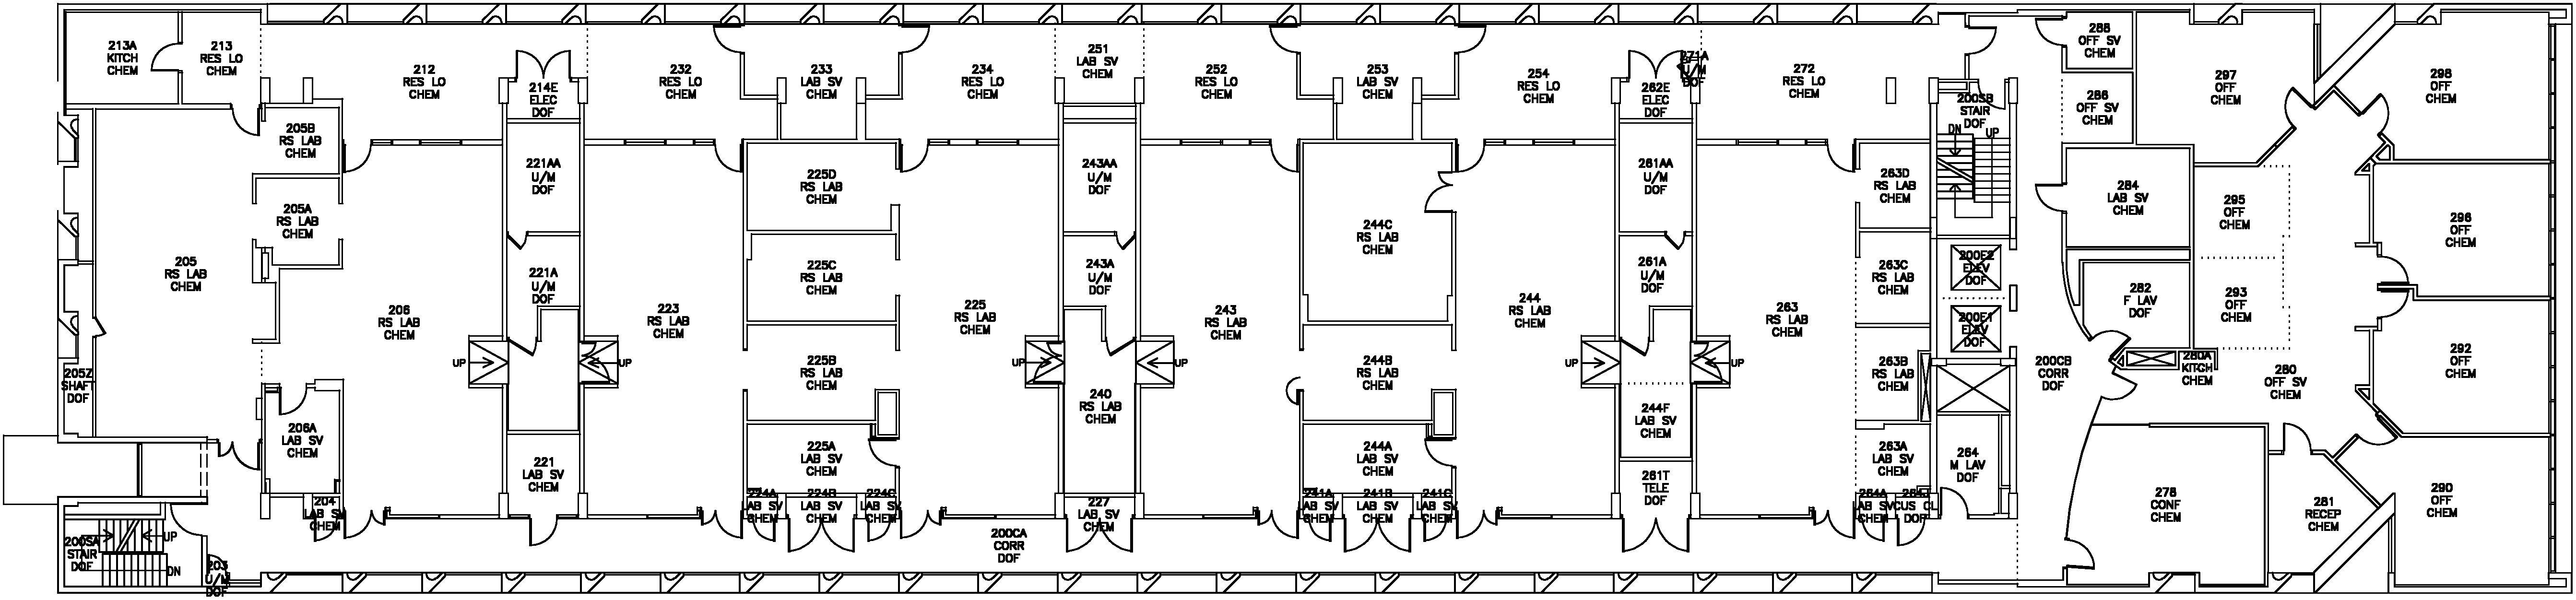 213A
KITCH
CHEM
213
RES LO
CHEM
212
RES LO
CHEM
214E
ELEC
DOF
232
RES LO
CHEM
233
LAB SV
CHEM
234
RES LO
CHEM
251
LAB SV
CHEM
252
RES LO
CHEM
253
LAB SV
CHEM
254
RES LO
CHEM
262E
ELEC
DOF
271A
U/M
DOF
272
RES LO
CHEM
200SB
STAIR
DOF
DN
UP
288
OFF SV
CHEM
286
OFF SV
CHEM
297
OFF
CHEM
298
OFF
CHEM
205B
RS LAB
CHEM
205A
RS LAB
CHEM
205
RS LAB
CHEM
206
RS LAB
CHEM
221AA
U/M
DOF
221A
U/M
DOF
223
RS LAB
CHEM
225D
RS LAB
CHEM
225C
RS LAB
CHEM
225B
RS LAB
CHEM
225
RS LAB
CHEM
243AA
U/M
DOF
243A
U/M
DOF
243
RS LAB
CHEM
244C
RS LAB
CHEM
244B
RS LAB
CHEM
244
RS LAB
CHEM
261AA
U/M
DOF
261A
U/M
DOF
263
RS LAB
CHEM
263D
RS LAB
CHEM
263C
RS LAB
CHEM
263B
RS LAB
CHEM
200E2
ELEV
DOF
200E1
ELEV
DOF
284
LAB SV
CHEM
282
F LAV
DOF
295
OFF
CHEM
293
OFF
CHEM
296
OFF
CHEM
292
OFF
CHEM
UP
UP
UP
UP
UP
UP
205Z
SHAFT
DOF
200CB
CORR
DOF
280A
KITCH
CHEM
280
OFF SV
CHEM
206A
LAB SV
CHEM
221
LAB SV
CHEM
225A
LAB SV
CHEM
240
RS LAB
CHEM
244A
LAB SV
CHEM
244F
LAB SV
CHEM
261T
TELE
DOF
263A
LAB SV
CHEM
264
M LAV
DOF
278
CONF
CHEM
281
RECEP
CHEM
290
OFF
CHEM
204
LAB SV
CHEM
224A
LAB SV
CHEM
224B
LAB SV
CHEM
224C
LAB SV
CHEM
227
LAB SV
CHEM
241A
LAB SV
CHEM
241B
LAB SV
CHEM
241C
LAB SV
CHEM
264A
LAB SV
CHEM
CUS CL
DOF
200SA
STAIR
DOF
UP
DN
203
U/M
DOF
200CA
CORR
DOF